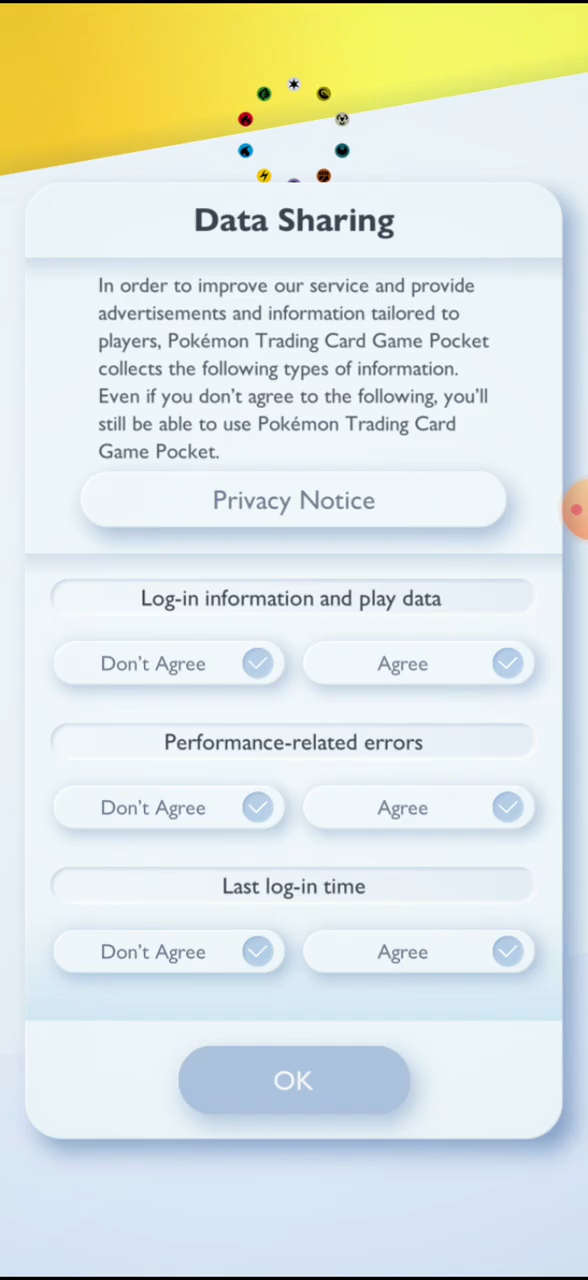 Data Sharing
In order to improve our service and provide
advertisements and information tailored to
players, Pokémon Trading Card Game Pocket
collects the following types of information.
Even if you don't agree to the following, you'll
still be able to use Pokémon Trading Card
Game Pocket.
Privacy Notice
Log-in information and play data
Don't Agree Agree
Performance-related errors
Don't Agree Agree
Last log-in time
Don't Agree Agree
OK